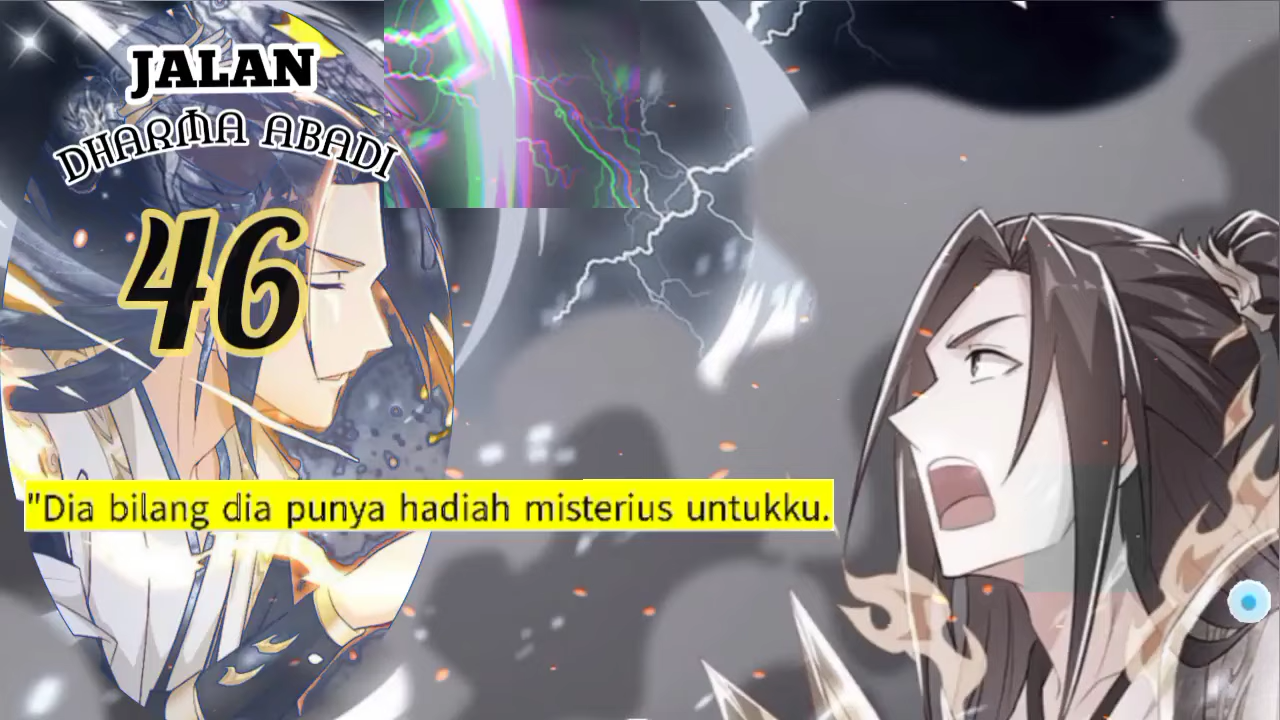 JALAN
DHARMA ABADI
46
"Dia bilang dia punya hadiah misterius untukku.